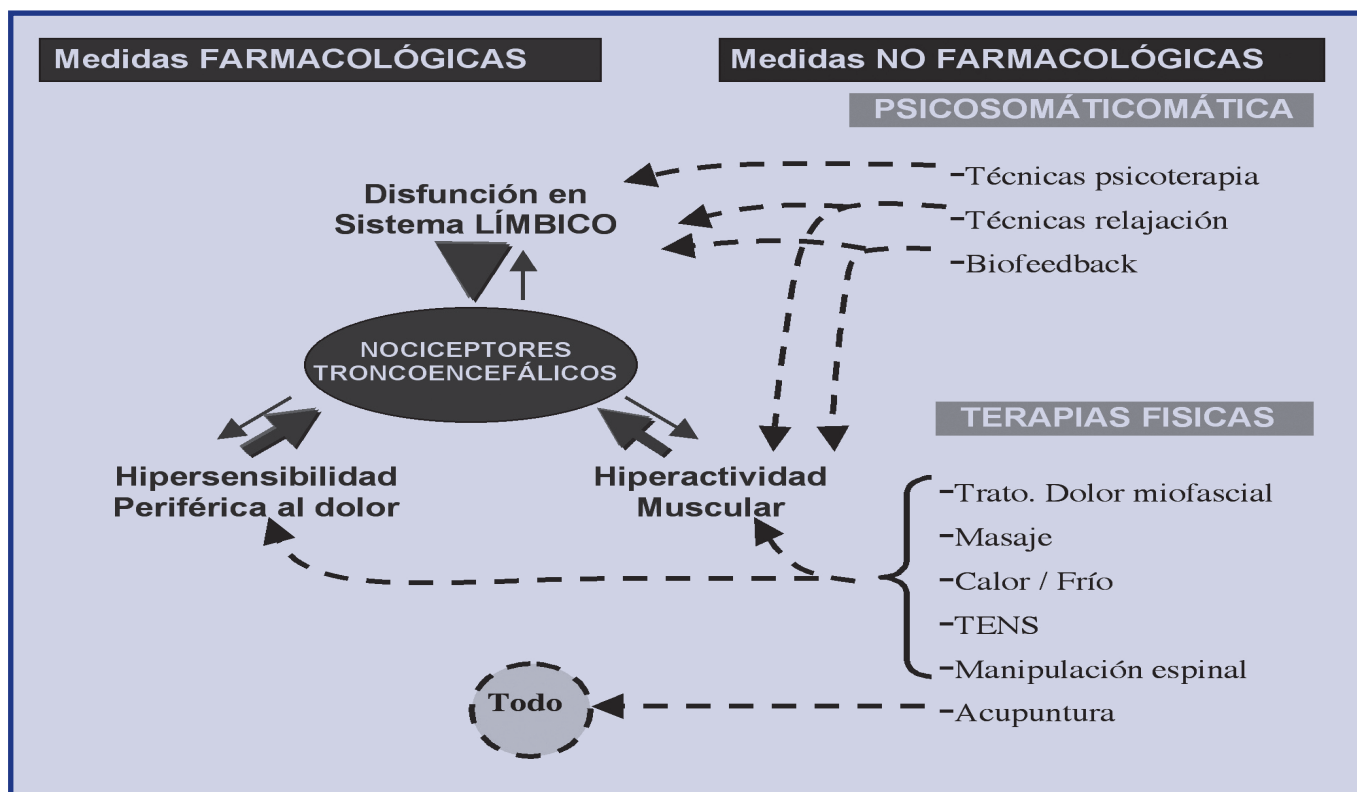 Medidas FARMACOLÓGICAS
Medidas NO FARMACOLÓGICAS
PSICOSOMÁTICOMÁTICA
Disfunción en
Sistema LÍMBICO
-Técnicas psicoterapia
-Técnicas relajación
-Biofeedback
NOCICEPTORES
TRONCOENCEFÁLICOS
Hipersensibilidad
Periférica al dolor
Hiperactividad
Muscular
TERAPIAS FISICAS
-Trato. Dolor miofascial
-Masaje
-Calor / Frío
-TENS
-Manipulación espinal
-Acupuntura
Todo